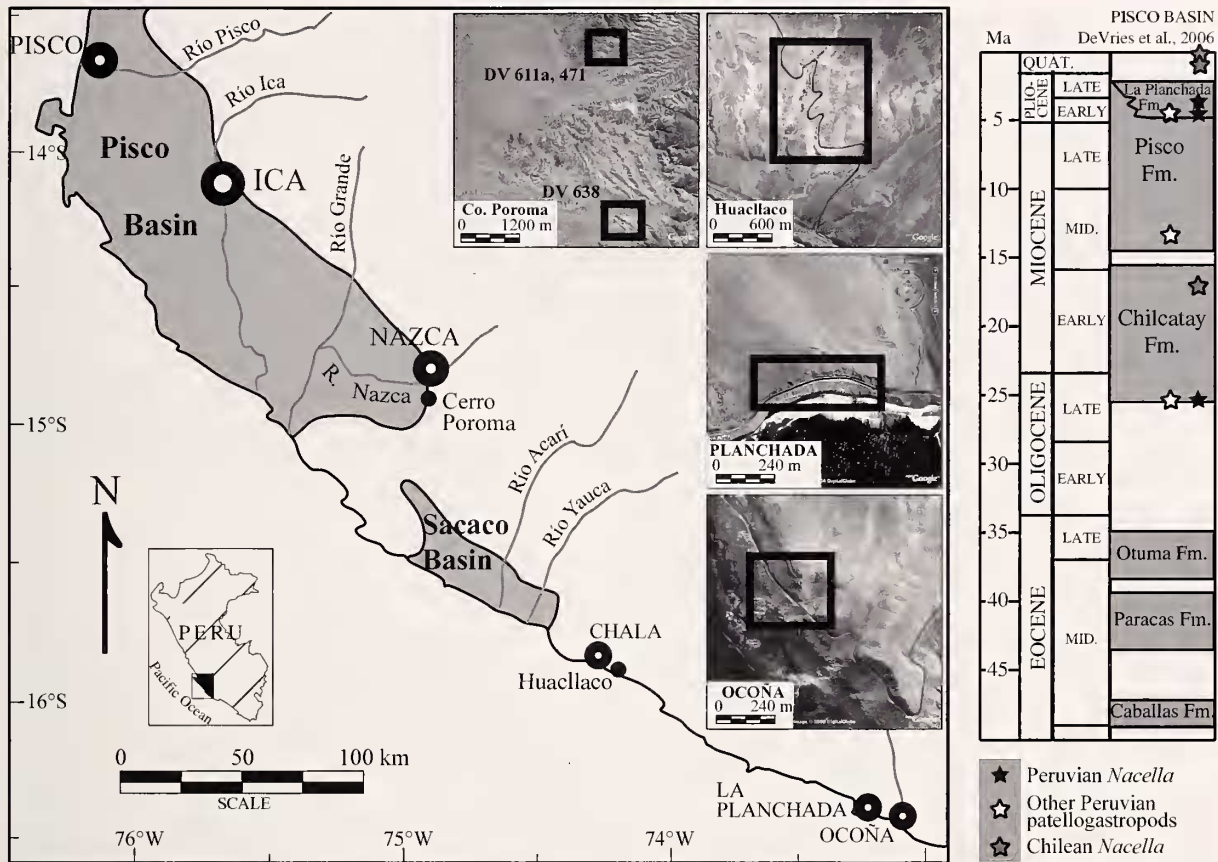 PISCO
Río Pisco
Río Ica
-14°S
Pisco
Basin
ICA
Río Grande
NAZCA
R.
Nazca
Cerro
Poroma
-15°S
Río Acarí
Río Yauca
Sacaco
Basin
N
PERU
Pacific Ocean
CHALA
Huacllaco
-16°S
0 50 100 km
SCALE
LA
PLANCHADA
OCOÑA
76°W
75°W
74°W
DV 611a, 471
DV 638
Co. Poroma
0 1200 m
Google
Huacllaco
0 600 m
Google
PLANCHADA
0 240 m
Google
OCOÑA
0 240 m
Google
PISCO BASIN
Ma
DeVries et al., 2006
QUAT.
PLIO-
CENE
LATE
EARLY
La Planchada
Fm.
5
MIOCENE
LATE
Pisco
Fm.
10
MID.
15
EARLY
Chilcatay
Fm.
20
25
OLIGOCENE
LATE
30
EARLY
35
EOCENE
LATE
Otuma Fm.
40
MID.
Paracas Fm.
45
Caballas Fm.
Peruvian Nacella
Other Peruvian
patellogastropods
Chilean Nacella